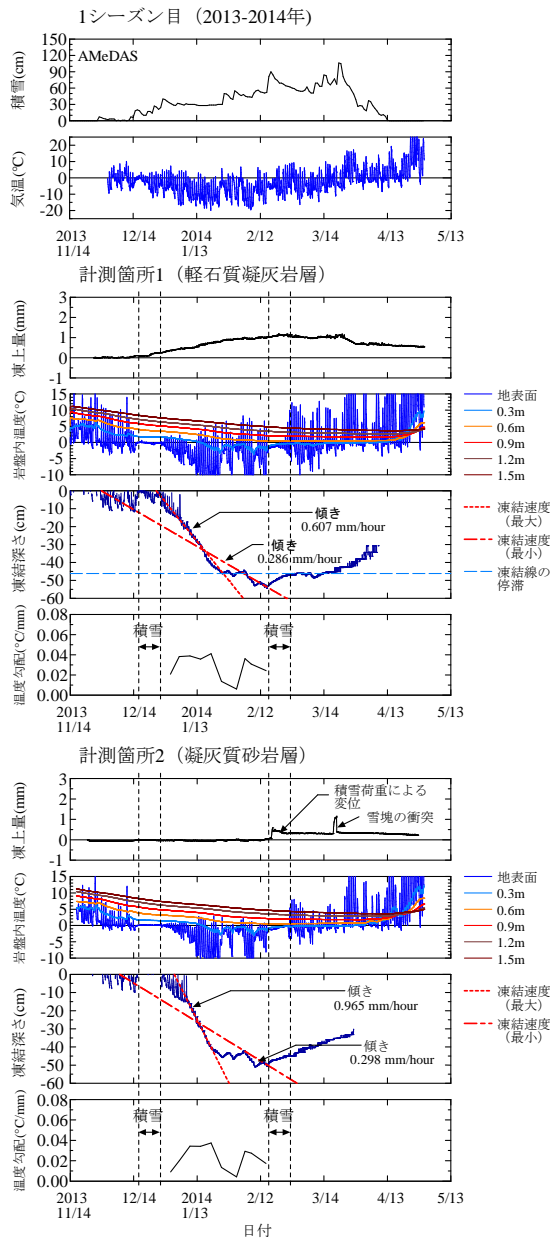 1シーズン目（2013-2014年）
150
120
90
60
30
0
積雪(cm)
AMeDAS
20
10
0
-10
-20
気温(℃)
2013
11/14
12/14
2014
1/13
2/12
3/14
4/13
5/13
計測箇所1（軽石質凝灰岩層）
3
2
1
0
-1
凍上量(mm)
15
10
5
0
-5
-10
岩盤内温度(℃)
地表面
0.3m
0.6m
0.9m
1.2m
1.5m
0
-10
-20
-30
-40
-50
-60
凍結深さ(cm)
傾き
0.607 mm/hour
傾き
0.286 mm/hour
凍結速度
（最大）
凍結速度
（最小）
凍結線の
停滞
0.08
0.06
0.04
0.02
0.00
温度勾配(℃/mm)
積雪
積雪
2013
11/14
12/14
2014
1/13
2/12
3/14
4/13
5/13
計測箇所2（凝灰質砂岩層）
3
2
1
0
-1
凍上量(mm)
積雪荷重による
変位
雪塊の衝突
15
10
5
0
-5
-10
岩盤内温度(℃)
地表面
0.3m
0.6m
0.9m
1.2m
1.5m
0
-10
-20
-30
-40
-50
-60
凍結深さ(cm)
傾き
0.965 mm/hour
傾き
0.298 mm/hour
凍結速度
（最大）
凍結速度
（最小）
0.08
0.06
0.04
0.02
0.00
温度勾配(℃/mm)
積雪
積雪
2013
11/14
12/14
2014
1/13
2/12
3/14
4/13
5/13
日付